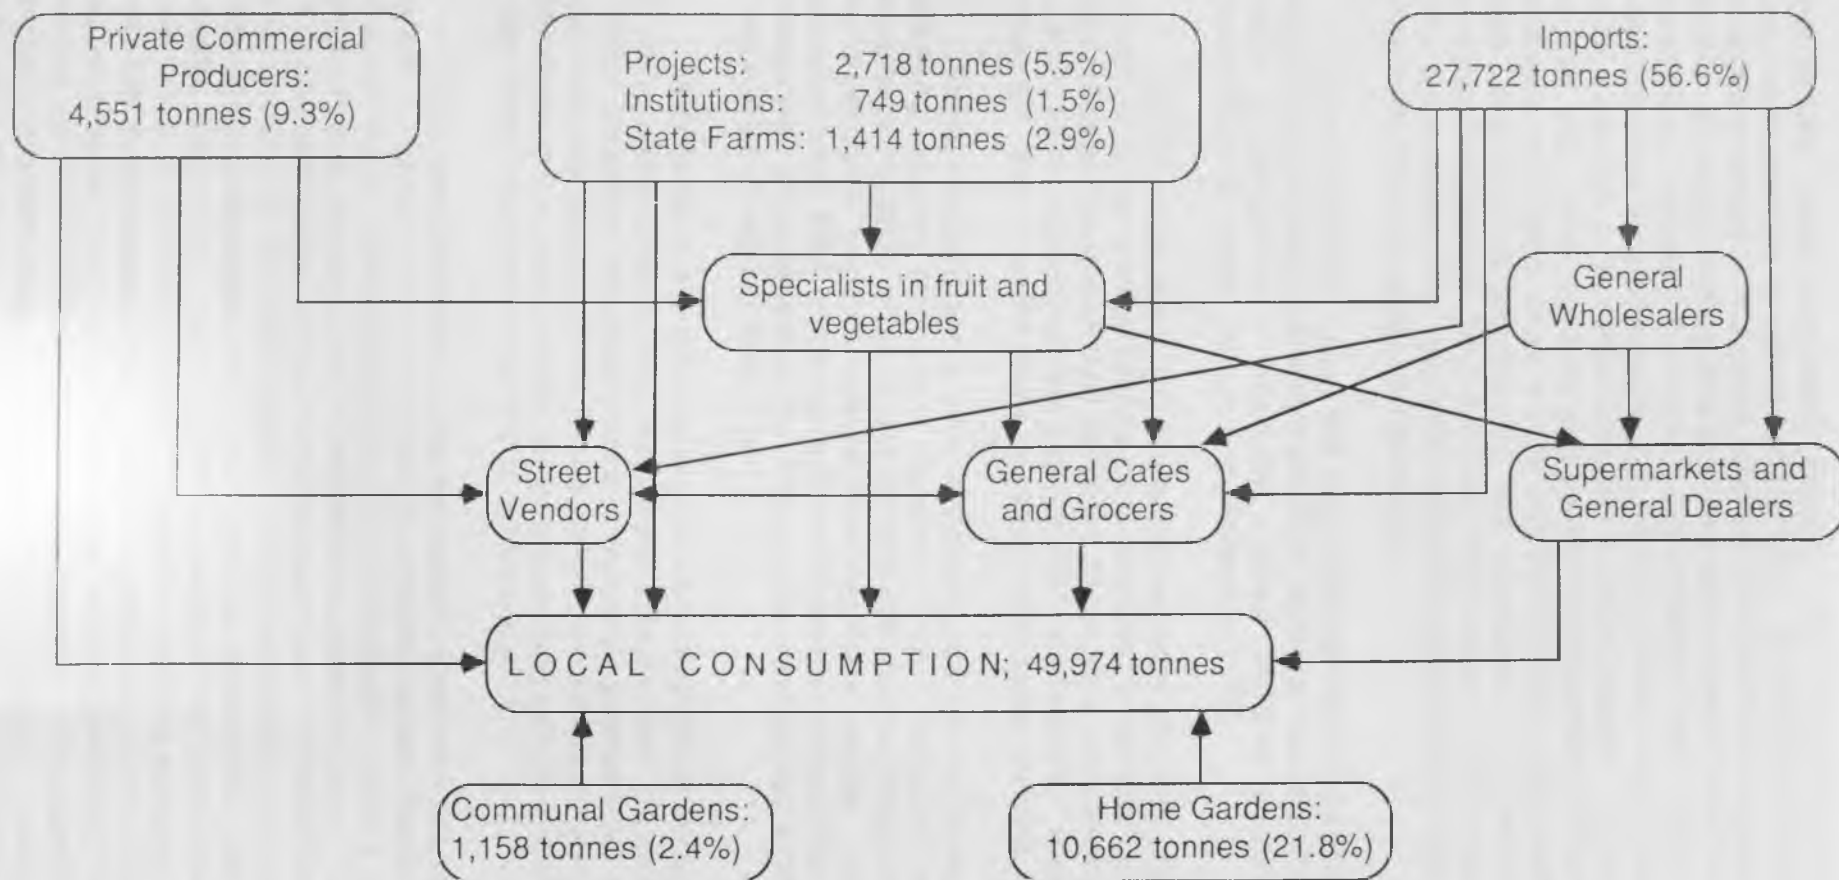 Private Commercial
Producers:
4,551 tonnes (9.3%)
Projects: 2,718 tonnes (5.5%)
Institutions: 749 tonnes (1.5%)
State Farms: 1,414 tonnes (2.9%)
Imports:
27,722 tonnes (56.6%)
Specialists in fruit and
vegetables
General
Wholesalers
Street
Vendors
General Cafes
and Grocers
Supermarkets and
General Dealers
LOCAL CONSUMPTION; 49,974 tonnes
Communal Gardens:
1,158 tonnes (2.4%)
Home Gardens:
10,662 tonnes (21.8%)